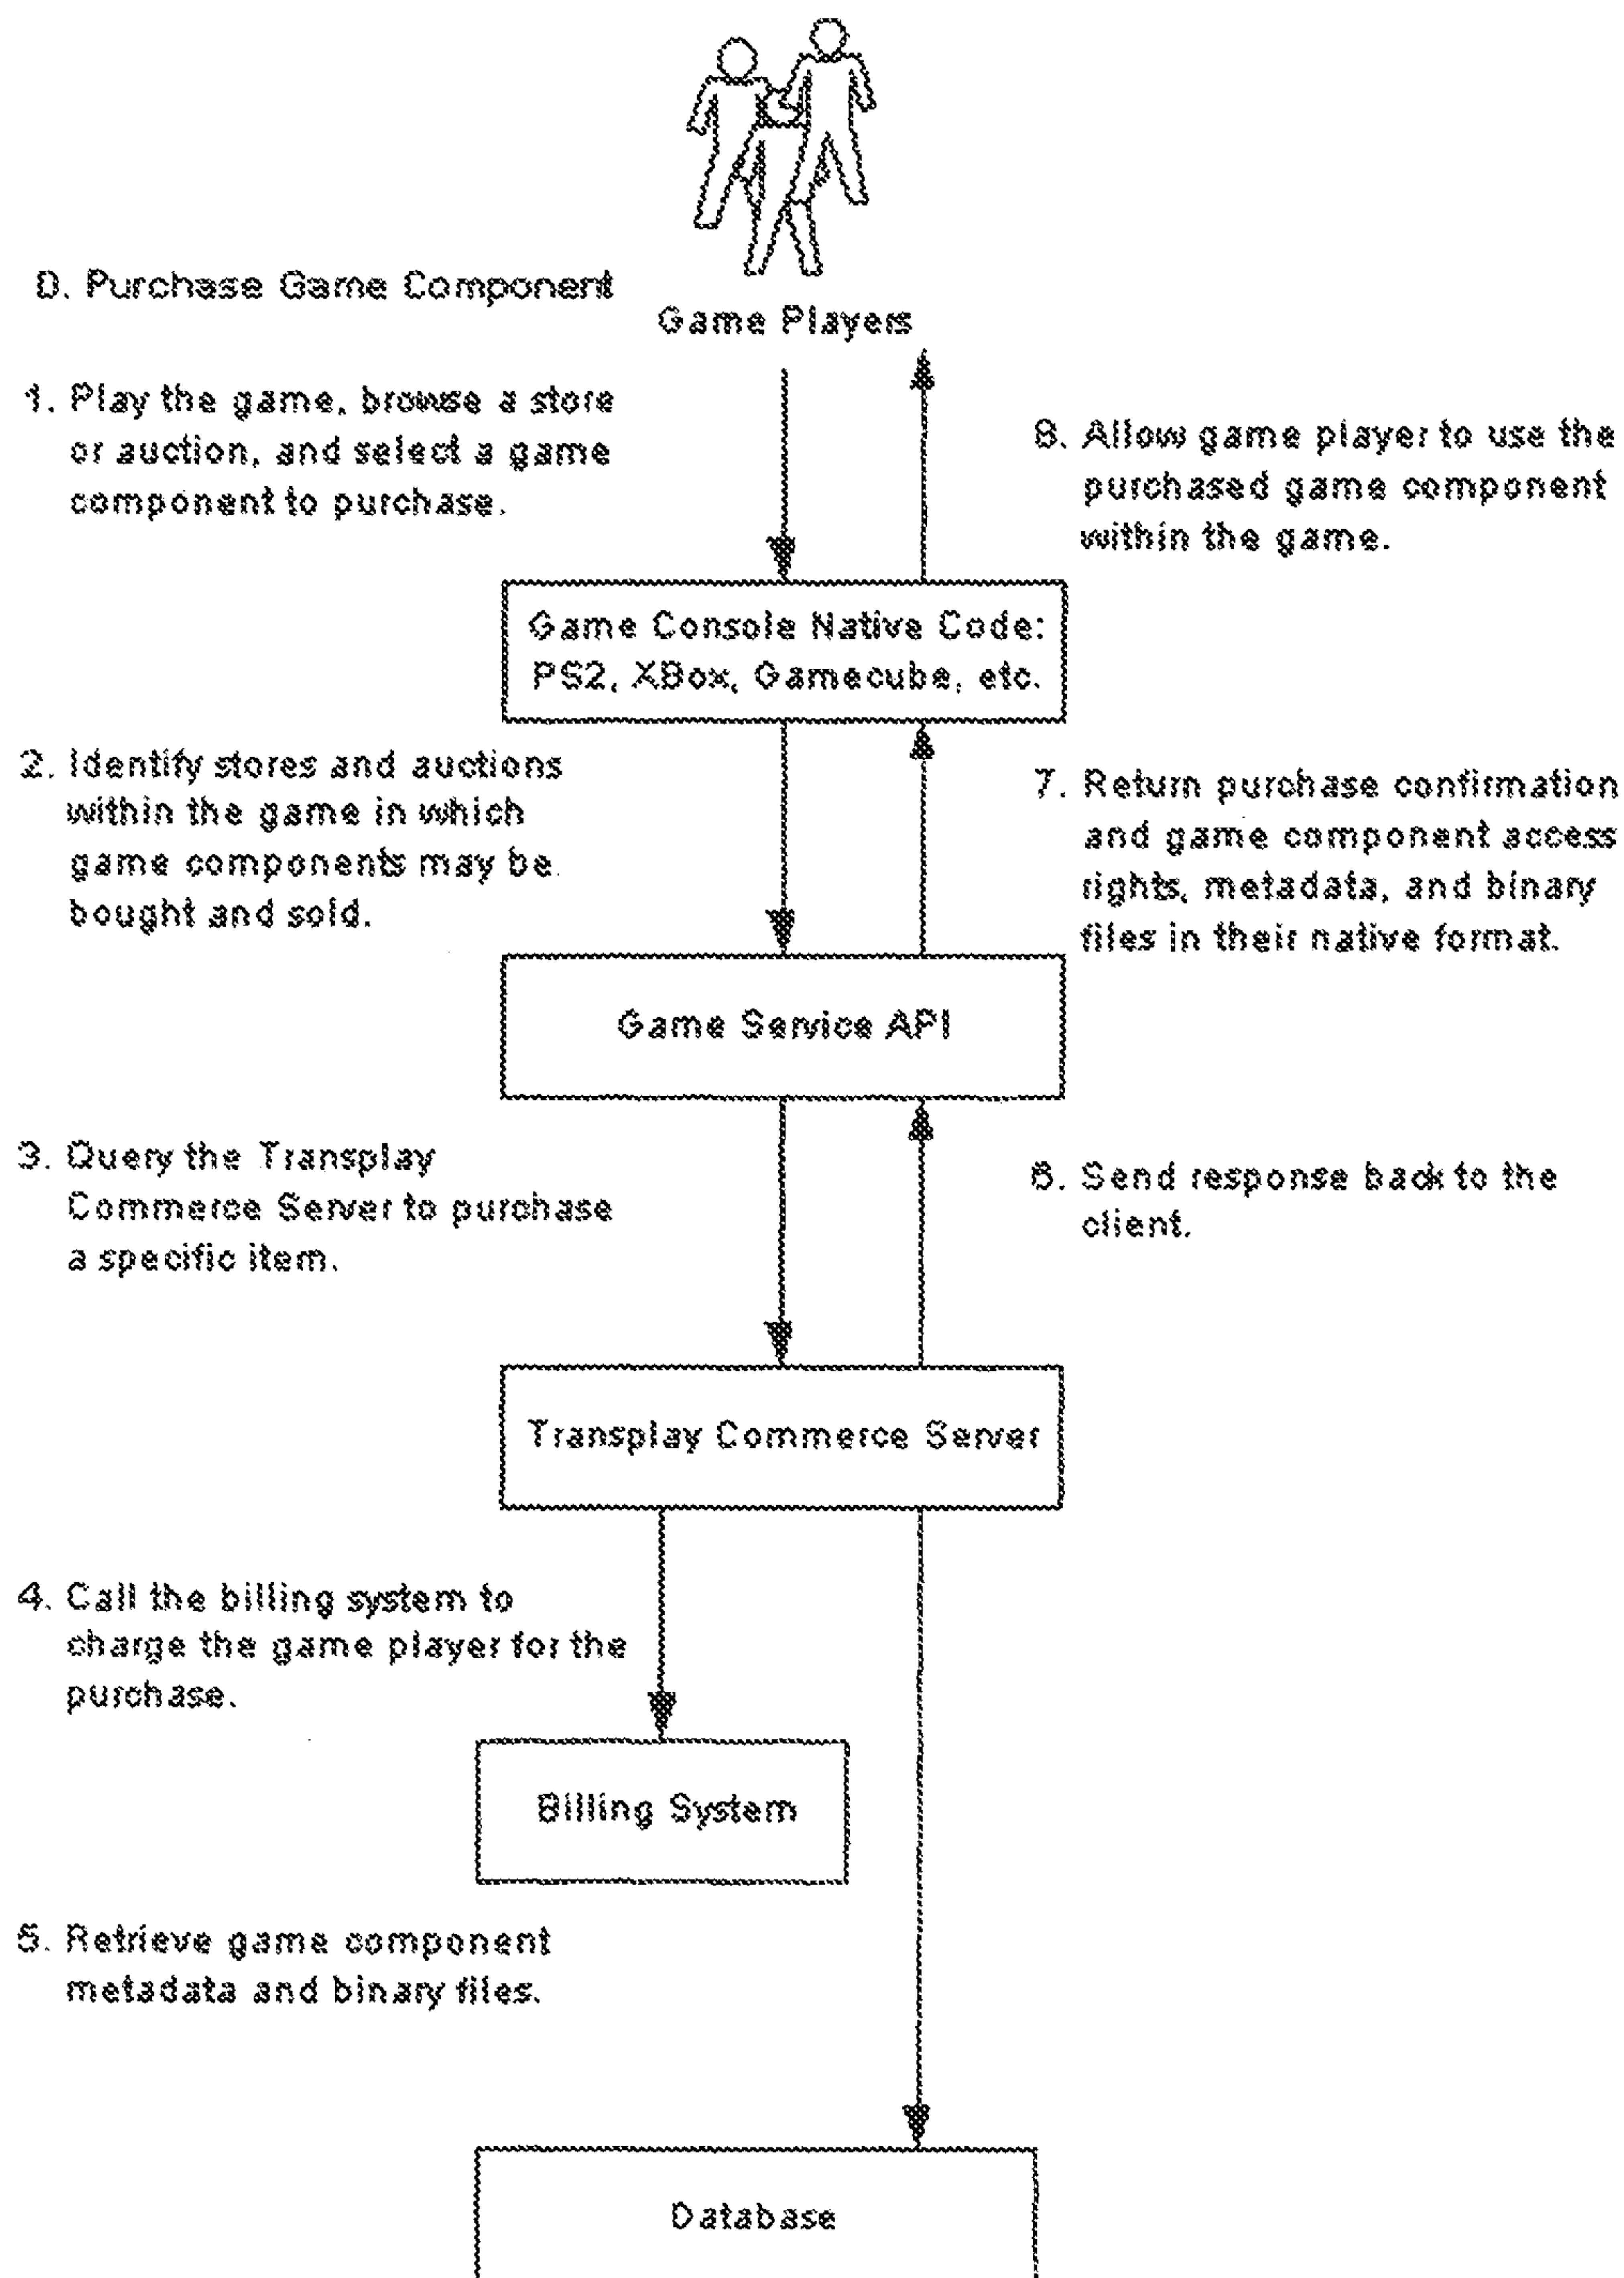 D. Purchase Game Component
Game Players
1. Play the game, browse a store
or auction, and select a game
component to purchase.
8. Allow game player to use the
purchased game component
within the game.
Game Console Native Code:
PS2, XBox, Gamecube, etc.
2. Identify stores and auctions
within the game in which
game components may be
bought and sold.
7. Return purchase confirmation
and game component access
rights, metadata, and binary
files in their native format.
Game Service API
3. Query the Transplay
Commerce Server to purchase
a specific item.
6. Send response back to the
client.
Transplay Commerce Server
4. Call the billing system to
charge the game player for the
purchase.
Billing System
5. Retrieve game component
metadata and binary files.
Database